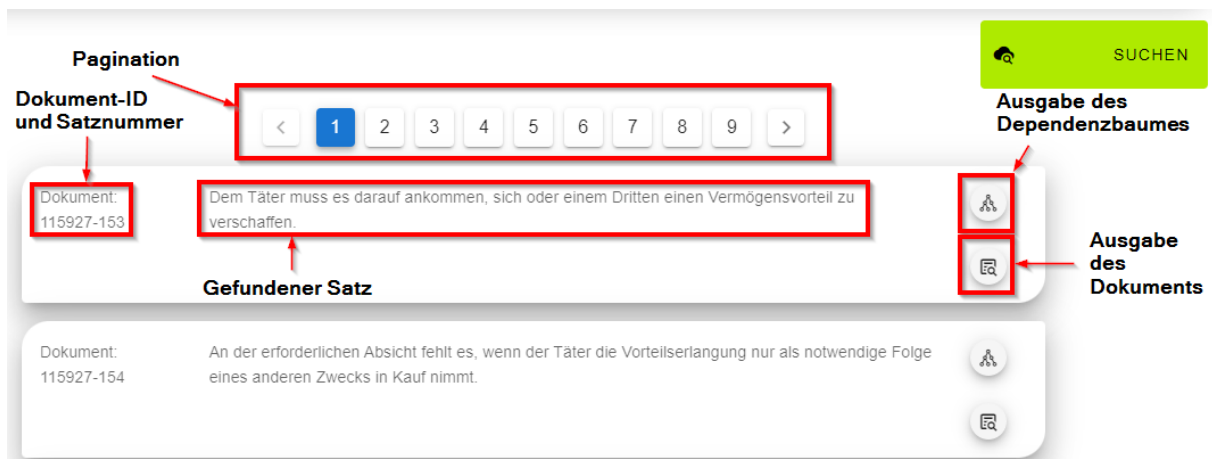 Pagination
SUCHEN
Dokument-ID
und Satznummer
Ausgabe des
Dependenzbaumes
< 1 2 3 4 5 6 7 8 9 >
Dokument:
115927-153
Dem Täter muss es darauf ankommen, sich oder einem Dritten einen Vermögensvorteil zu
verschaffen.
Ausgabe
des
Dokuments
Gefundener Satz
Dokument:
115927-154
An der erforderlichen Absicht fehlt es, wenn der Täter die Vorteilserlangung nur als notwendige Folge
eines anderen Zwecks in Kauf nimmt.